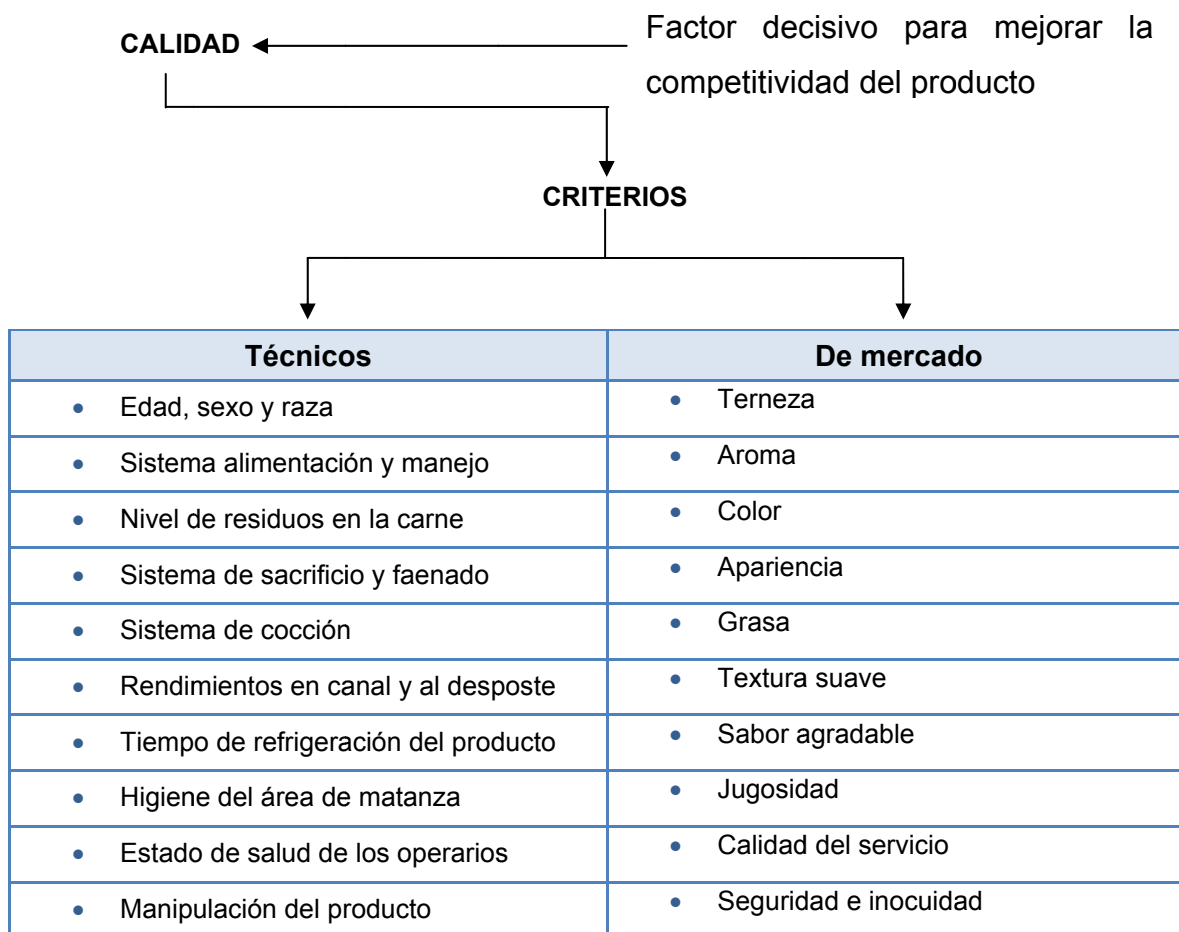 CALIDAD
Factor decisivo para mejorar la
competitividad del producto
CRITERIOS
Técnicos
De mercado
• Edad, sexo y raza
• Terneza
• Sistema alimentación y manejo
• Aroma
• Nivel de residuos en la carne
• Color
• Sistema de sacrificio y faenado
• Apariencia
• Sistema de cocción
• Grasa
• Rendimientos en canal y al desposte
• Textura suave
• Tiempo de refrigeración del producto
• Sabor agradable
• Higiene del área de matanza
• Jugosidad
• Estado de salud de los operarios
• Calidad del servicio
• Manipulación del producto
• Seguridad e inocuidad